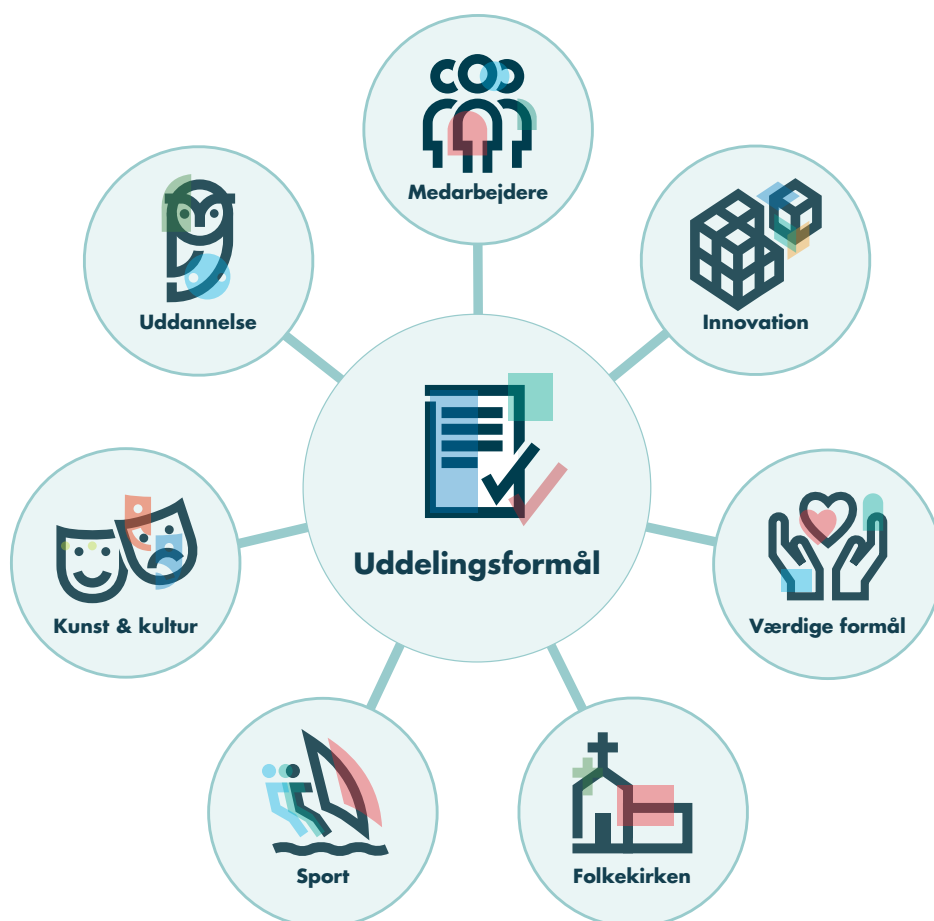 Medarbejdere
Uddannelse
Innovation
Uddelingsformål
Kunst & kultur
Værdige formål
Sport
Folkekirken